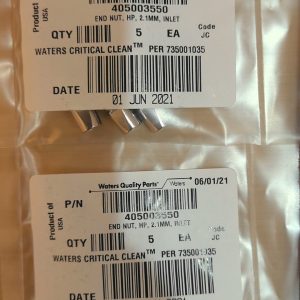 Product of
USA
405003550
END NUT, HP, 2.1MM, INLET
Code
QTY 5 EA JC
WATERS CRITICAL CLEAN™ PER 735001035
DATE
01 JUN 2021
Waters Quality Parts™ Waters 06/01/21
P/N
405003550
END NUT, HP, 2.1MM, INLET
Product of
USA
Code
QTY 5 EA JC
WATERS CRITICAL CLEAN™ PER 735001035
DATE